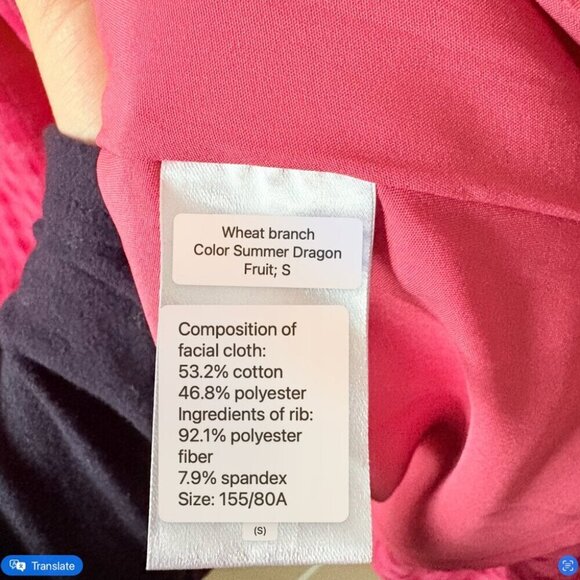 Wheat branch
Color Summer Dragon
Fruit; S
Composition of
facial cloth:
53.2% cotton
46.8% polyester
Ingredients of rib:
92.1% polyester
fiber
7.9% spandex
Size: 155/80A
(S)
Translate